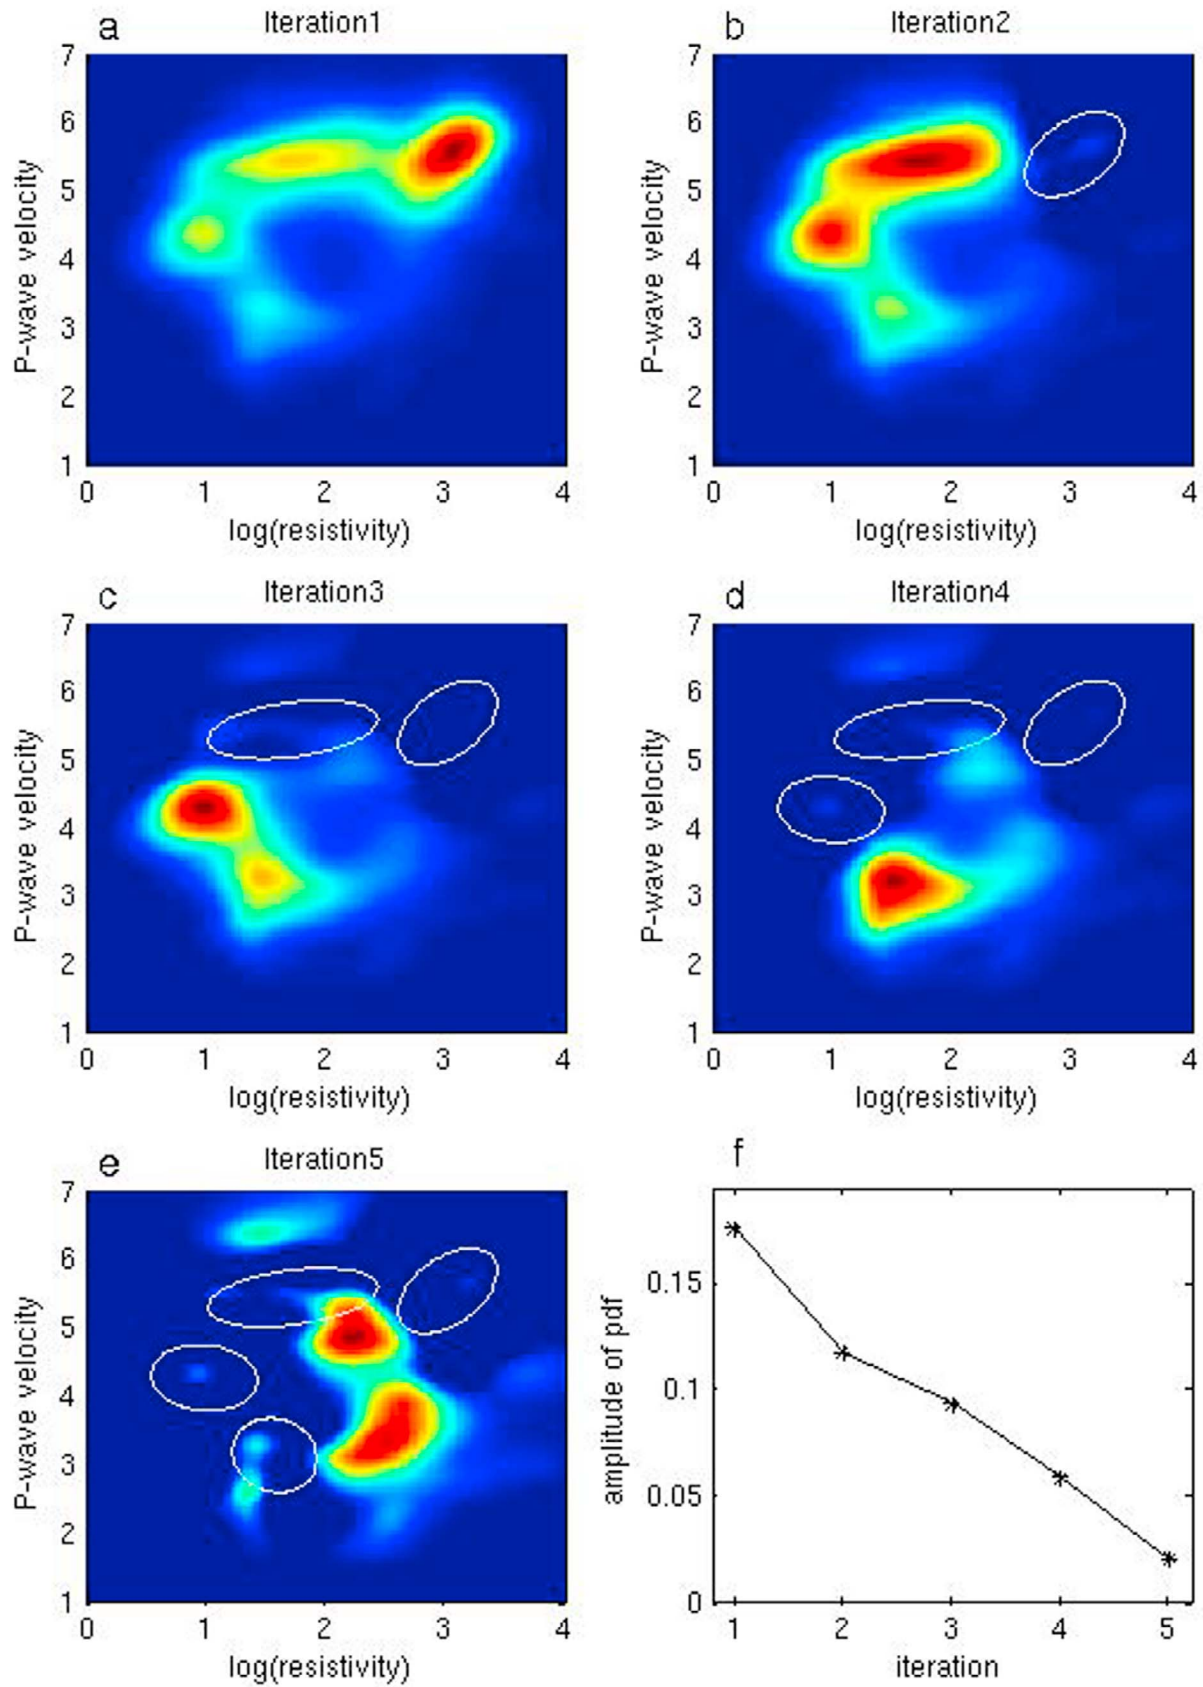 a Iteration1
7
6
5
4
3
2
1
P-wave velocity
0 1 2 3 4
log(resistivity)
b Iteration2
7
6
5
4
3
2
1
P-wave velocity
0 1 2 3 4
log(resistivity)
c Iteration3
7
6
5
4
3
2
1
P-wave velocity
0 1 2 3 4
log(resistivity)
d Iteration4
7
6
5
4
3
2
1
P-wave velocity
0 1 2 3 4
log(resistivity)
e Iteration5
7
6
5
4
3
2
1
P-wave velocity
0 1 2 3 4
log(resistivity)
f
0.15
0.1
0.05
0
amplitude of pdf
1 2 3 4 5
iteration